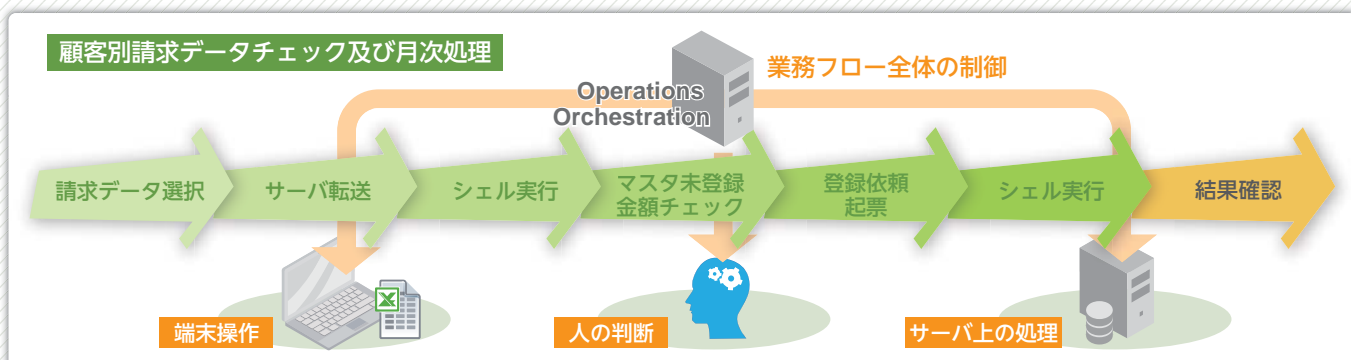 顧客別請求データチェック及び月次処理
業務フロー全体の制御
Operations
Orchestration
請求データ選択
サーバ転送
シェル実行
マスタ未登録
金額チェック
登録依頼
起票
シェル実行
結果確認
端末操作
人の判断
サーバ上の処理